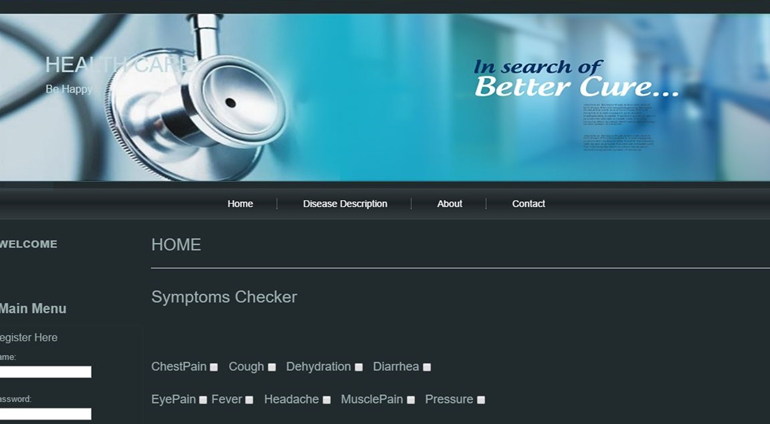 HEALTH CARE
Be Happy
In search of
Better Cure...
Home
Disease Description
About
Contact
WELCOME
HOME
Symptoms Checker
Main Menu
egister Here
ame:
assword:
ChestPain Cough Dehydration Diarrhea
EyePain Fever Headache MusclePain Pressure